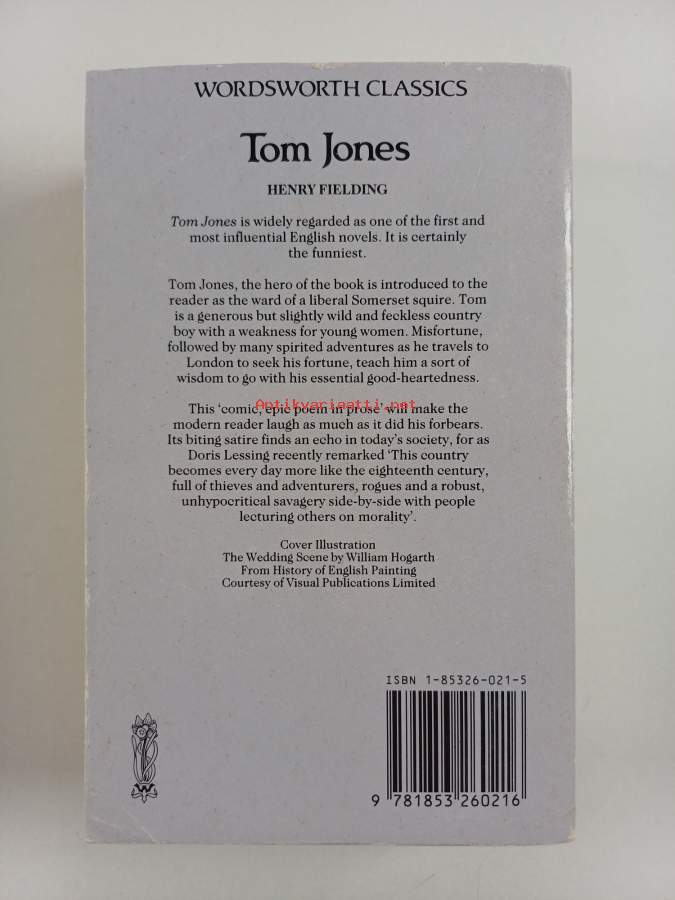 WORDSWORTH CLASSICS
Tom Jones
HENRY FIELDING
Tom Jones is widely regarded as one of the first and
most influential English novels. It is certainly
the funniest.
Tom Jones, the hero of the book is introduced to the
reader as the ward of a liberal Somerset squire. Tom
is a generous but slightly wild and feckless country
boy with a weakness for young women. Misfortune,
followed by many spirited adventures as he travels to
London to seek his fortune, teach him a sort of
wisdom to go with his essential good-heartedness.
Antikvariaatti.net
This ‘comic, epic poem in prose’ will make the
modern reader laugh as much as it did his forbears.
Its biting satire finds an echo in today’s society, for as
Doris Lessing recently remarked ‘This country
becomes every day more like the eighteenth century,
full of thieves and adventurers, rogues and a robust,
unhypocritical savagery side-by-side with people
lecturing others on morality’.
Cover Illustration
The Wedding Scene by William Hogarth
From History of English Painting
Courtesy of Visual Publications Limited
ISBN 1-85326-021-5
9 781853 260216
W